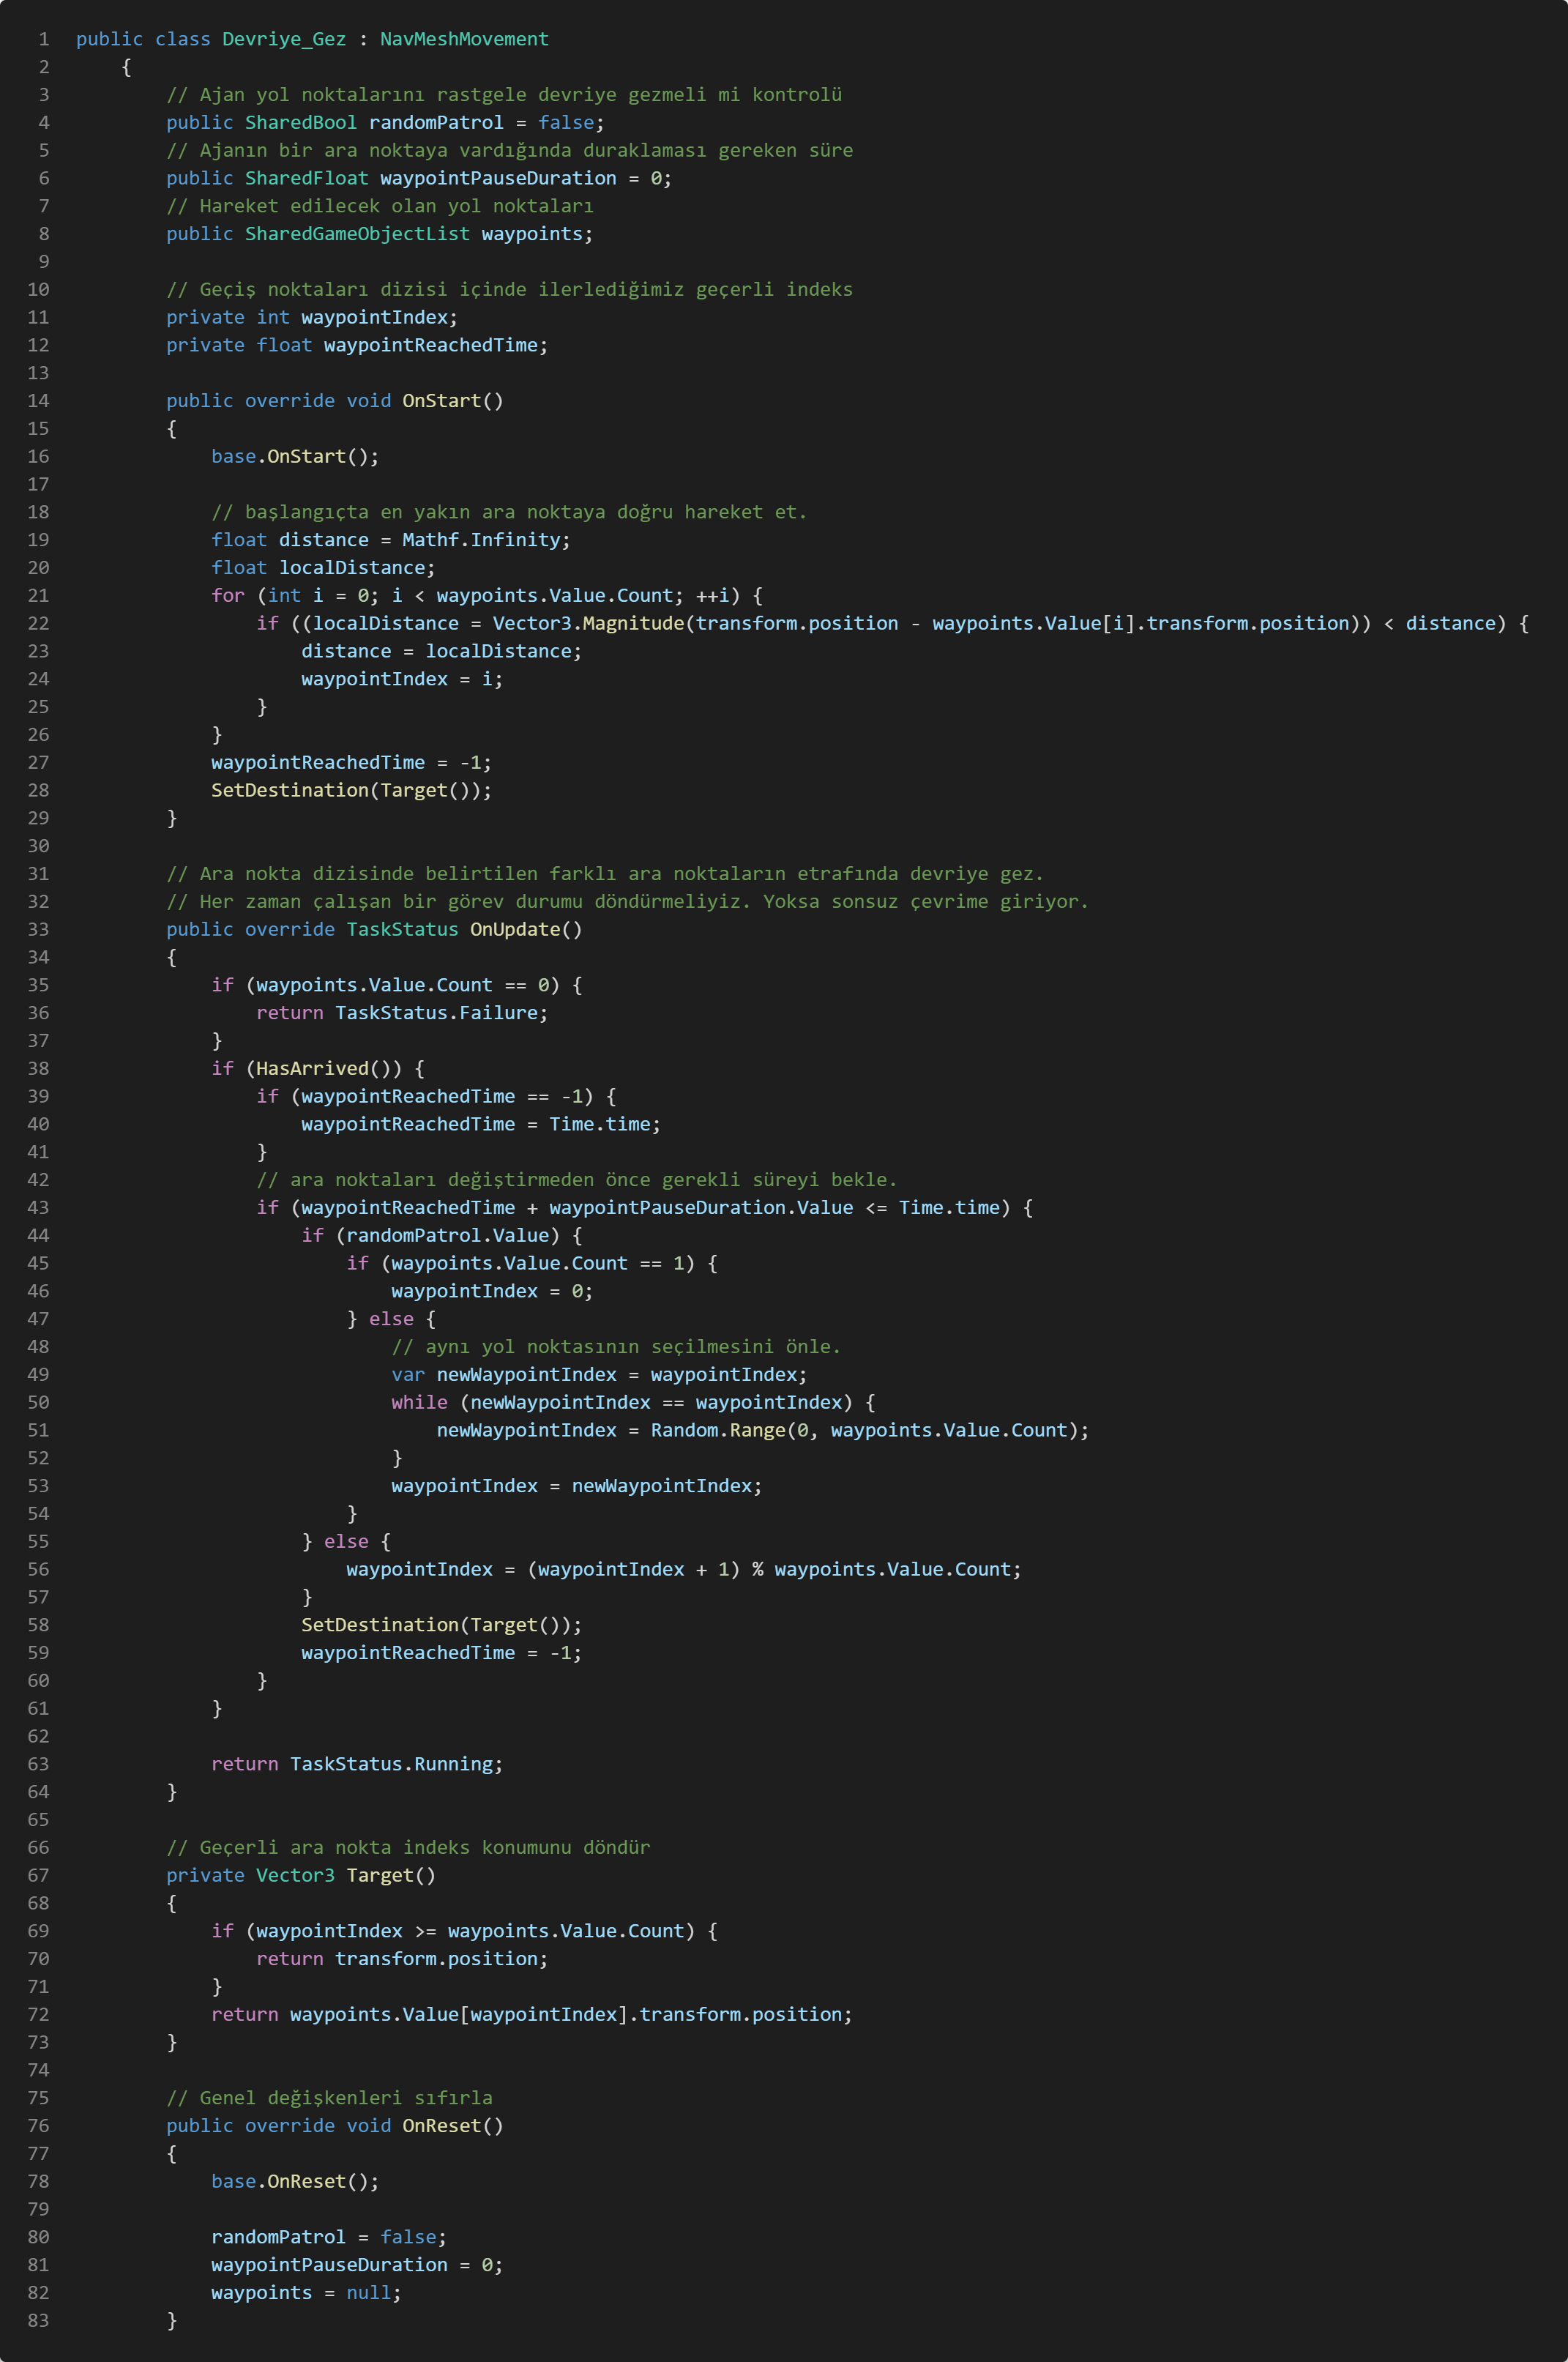 1 public class Devriye_Gez : NavMeshMovement
2 {
3 // Ajan yol noktalarını rastgele devriye gezmeli mi kontrolü
4 public SharedBool randomPatrol = false;
5 // Ajanın bir ara noktaya vardığında duraklaması gereken süre
6 public SharedFloat waypointPauseDuration = 0;
7 // Hareket edilecek olan yol noktaları
8 public SharedGameObjectList waypoints;
9
10 // Geçiş noktaları dizisi içinde ilerlediğimiz geçerli indeks
11 private int waypointIndex;
12 private float waypointReachedTime;
13
14 public override void OnStart()
15 {
16 base.OnStart();
17
18 // başlangıçta en yakın ara noktaya doğru hareket et.
19 float distance = Mathf.Infinity;
20 float localDistance;
21 for (int i = 0; i < waypoints.Value.Count; ++i) {
22 if ((localDistance = Vector3.Magnitude(transform.position - waypoints.Value[i].transform.position)) < distance) {
23 distance = localDistance;
24 waypointIndex = i;
25 }
26 }
27 waypointReachedTime = -1;
28 SetDestination(Target());
29 }
30
31 // Ara nokta dizisinde belirtilen farklı ara noktaların etrafında devriye gez.
32 // Her zaman çalışan bir görev durumu döndürmeliyiz. Yoksa sonsuz çevrime giriyor.
33 public override TaskStatus OnUpdate()
34 {
35 if (waypoints.Value.Count == 0) {
36 return TaskStatus.Failure;
37 }
38 if (HasArrived()) {
39 if (waypointReachedTime == -1) {
40 waypointReachedTime = Time.time;
41 }
42 // ara noktaları değiştirmeden önce gerekli süreyi bekle.
43 if (waypointReachedTime + waypointPauseDuration.Value <= Time.time) {
44 if (randomPatrol.Value) {
45 if (waypoints.Value.Count == 1) {
46 waypointIndex = 0;
47 } else {
48 // aynı yol noktasının seçilmesini önle.
49 var newWaypointIndex = waypointIndex;
50 while (newWaypointIndex == waypointIndex) {
51 newWaypointIndex = Random.Range(0, waypoints.Value.Count);
52 }
53 waypointIndex = newWaypointIndex;
54 }
55 } else {
56 waypointIndex = (waypointIndex + 1) % waypoints.Value.Count;
57 }
58 SetDestination(Target());
59 waypointReachedTime = -1;
60 }
61 }
62
63 return TaskStatus.Running;
64 }
65
66 // Geçerli ara nokta indeks konumunu döndür
67 private Vector3 Target()
68 {
69 if (waypointIndex >= waypoints.Value.Count) {
70 return transform.position;
71 }
72 return waypoints.Value[waypointIndex].transform.position;
73 }
74
75 // Genel değişkenleri sıfırla
76 public override void OnReset()
77 {
78 base.OnReset();
79
80 randomPatrol = false;
81 waypointPauseDuration = 0;
82 waypoints = null;
83 }